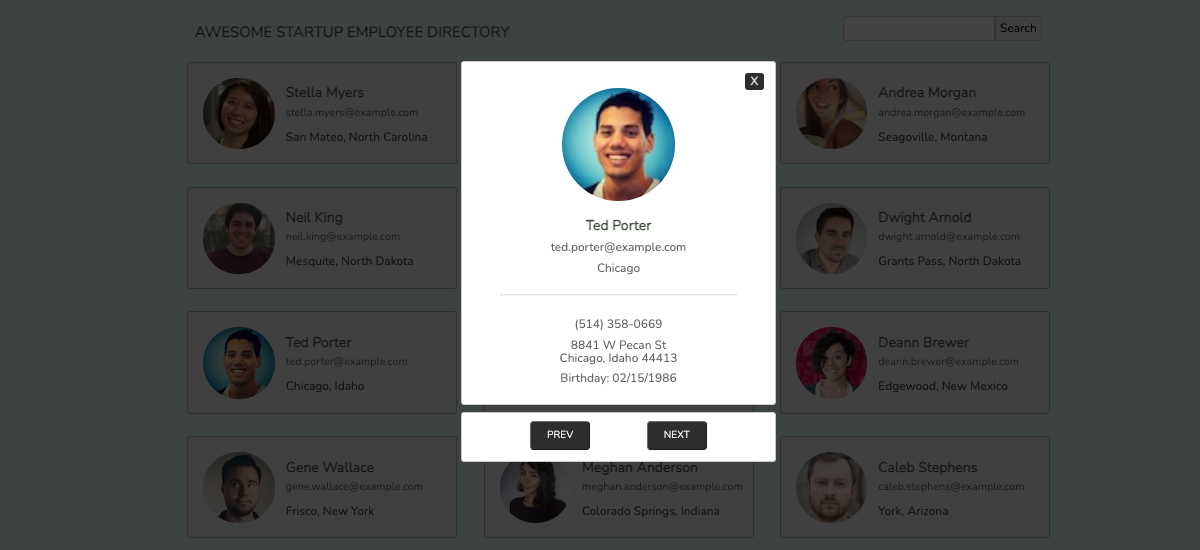 AWESOME STARTUP EMPLOYEE DIRECTORY
Search
Stella Myers
stella.myers@example.com
San Mateo, North Carolina
X
Ted Porter
ted.porter@example.com
Chicago
(514) 358-0669
8841 W Pecan St
Chicago, Idaho 44413
Birthday: 02/15/1986
PREV
NEXT
Andrea Morgan
andrea.morgan@example.com
Seagoville, Montana
Neil King
neil.king@example.com
Mesquite, North Dakota
Dwight Arnold
dwight.arnold@example.com
Grants Pass, North Dakota
Ted Porter
ted.porter@example.com
Chicago, Idaho
Deann Brewer
deann.brewer@example.com
Edgewood, New Mexico
Gene Wallace
gene.wallace@example.com
Frisco, New York
Meghan Anderson
meghan.anderson@example.com
Colorado Springs, Indiana
Caleb Stephens
caleb.stephens@example.com
York, Arizona